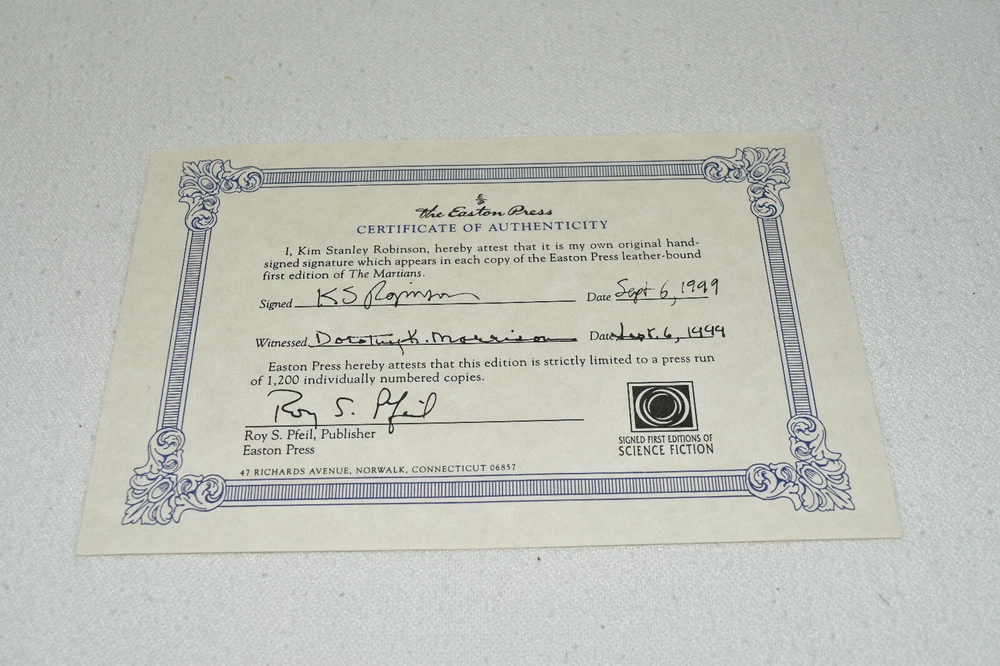 The Easton Press
CERTIFICATE OF AUTHENTICITY
I, Kim Stanley Robinson, hereby attest that it is my own original hand-
signed signature which appears in each copy of the Easton Press leather-bound
first edition of The Martians.
Signed KS Robinson Date Sept 6, 1999
Witnessed Dorothy K. Morrison Date Sept. 6, 1999
Easton Press hereby attests that this edition is strictly limited to a press run
of 1,200 individually numbered copies.
Roy S. Pfeil
Roy S. Pfeil, Publisher
Easton Press
47 RICHARDS AVENUE, NORWALK, CONNECTICUT 06857
SIGNED FIRST EDITIONS OF
SCIENCE FICTION